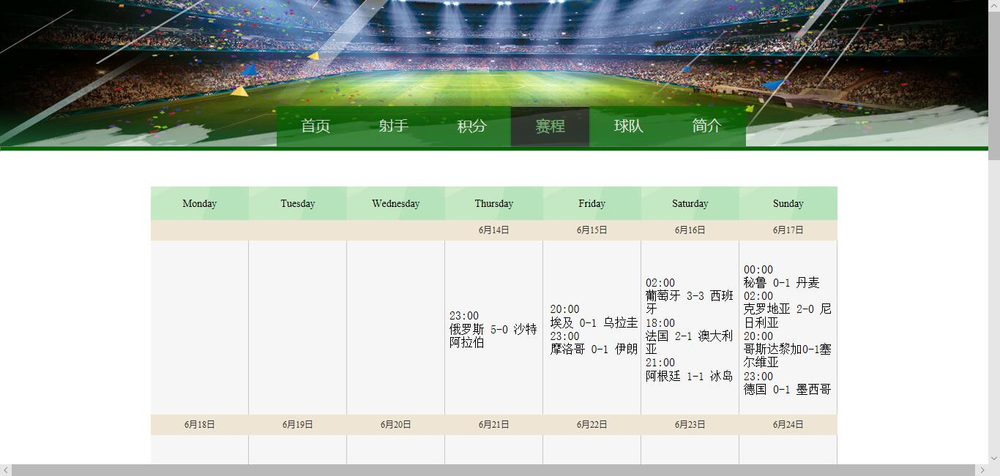 首页 射手 积分 赛程 球队 简介
Monday Tuesday Wednesday Thursday Friday Saturday Sunday
6月14日 6月15日 6月16日 6月17日
23:00
俄罗斯 5-0 沙特
阿拉伯
20:00
埃及 0-1 乌拉圭
23:00
摩洛哥 0-1 伊朗
02:00
葡萄牙 3-3 西班
牙
18:00
法国 2-1 澳大利
亚
21:00
阿根廷 1-1 冰岛
00:00
秘鲁 0-1 丹麦
02:00
克罗地亚 2-0 尼
日利亚
20:00
哥斯达黎加0-1塞
尔维亚
23:00
德国 0-1 墨西哥
6月18日 6月19日 6月20日 6月21日 6月22日 6月23日 6月24日